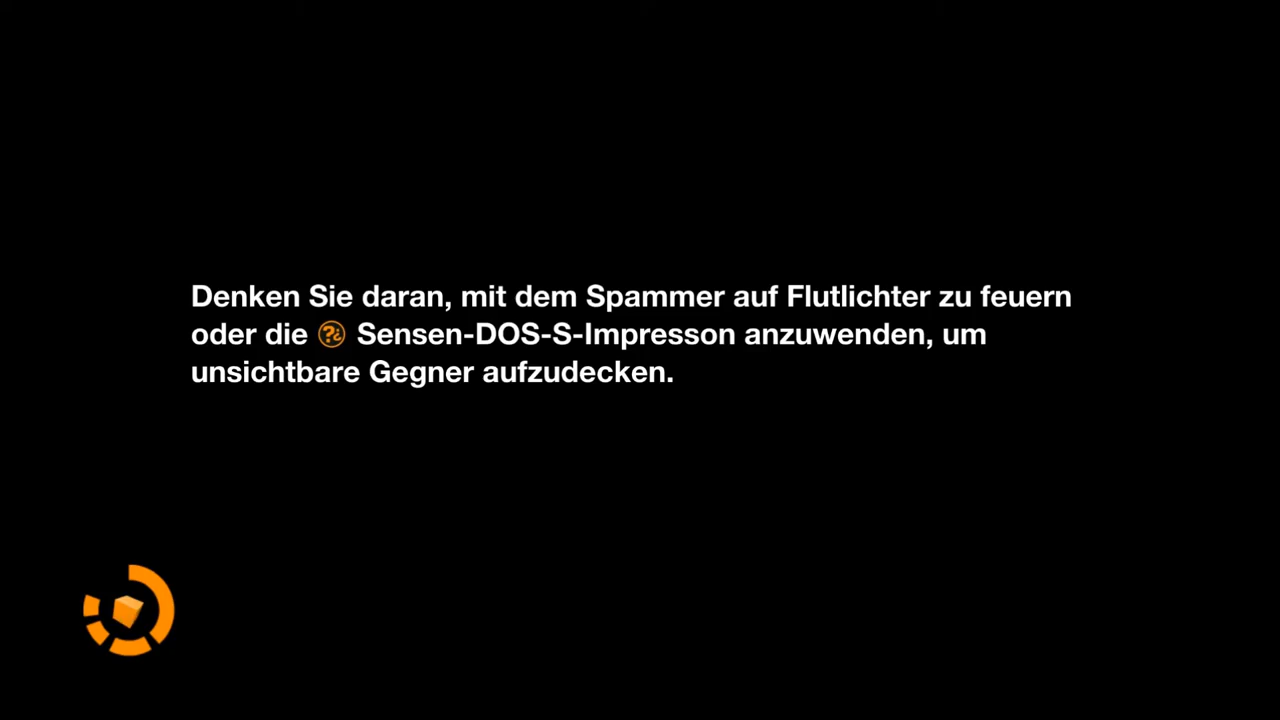 Denken Sie daran, mit dem Spammer auf Flutlichter zu feuern
oder die Sensen-DOS-S-Impresson anzuwenden, um
unsichtbare Gegner aufzudecken.